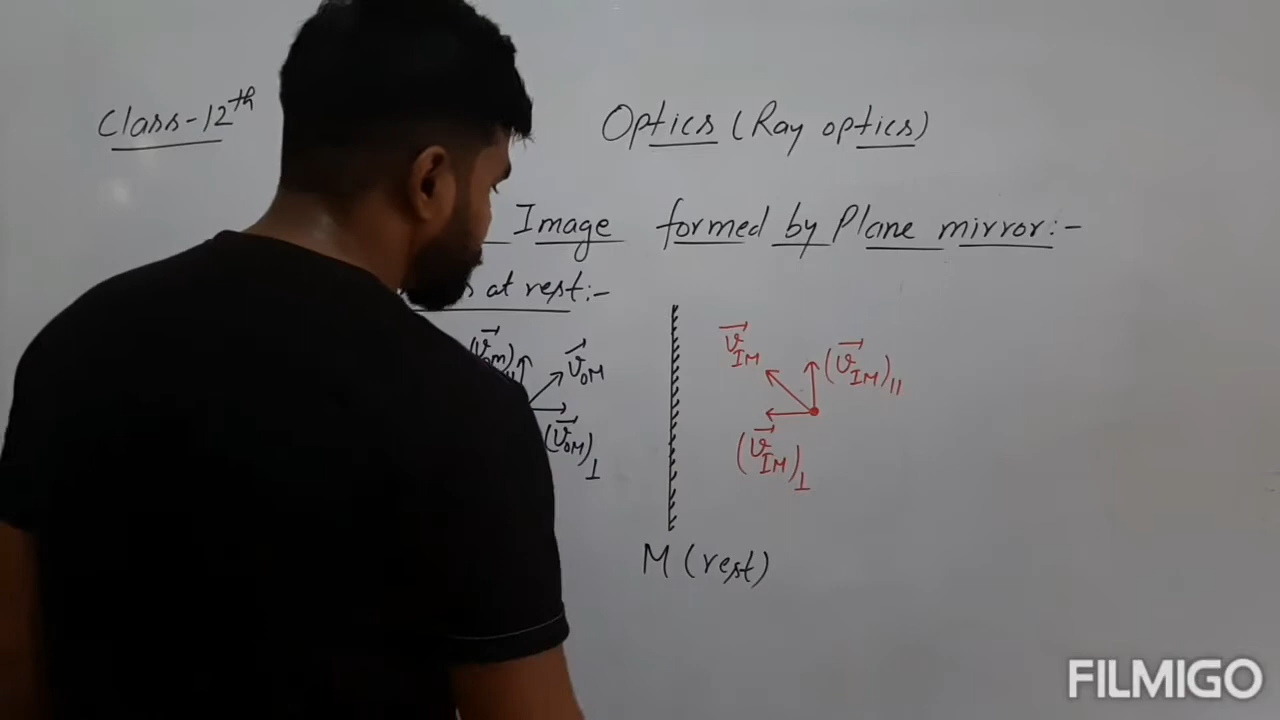 Class-12th
Optics (Ray optics)
Image formed by Plane mirror:-
at rest:-
V⃗OM
(V⃗OM)⊥
V⃗IM
(V⃗IM)||
(V⃗IM)⊥
M (rest)
FILMIGO